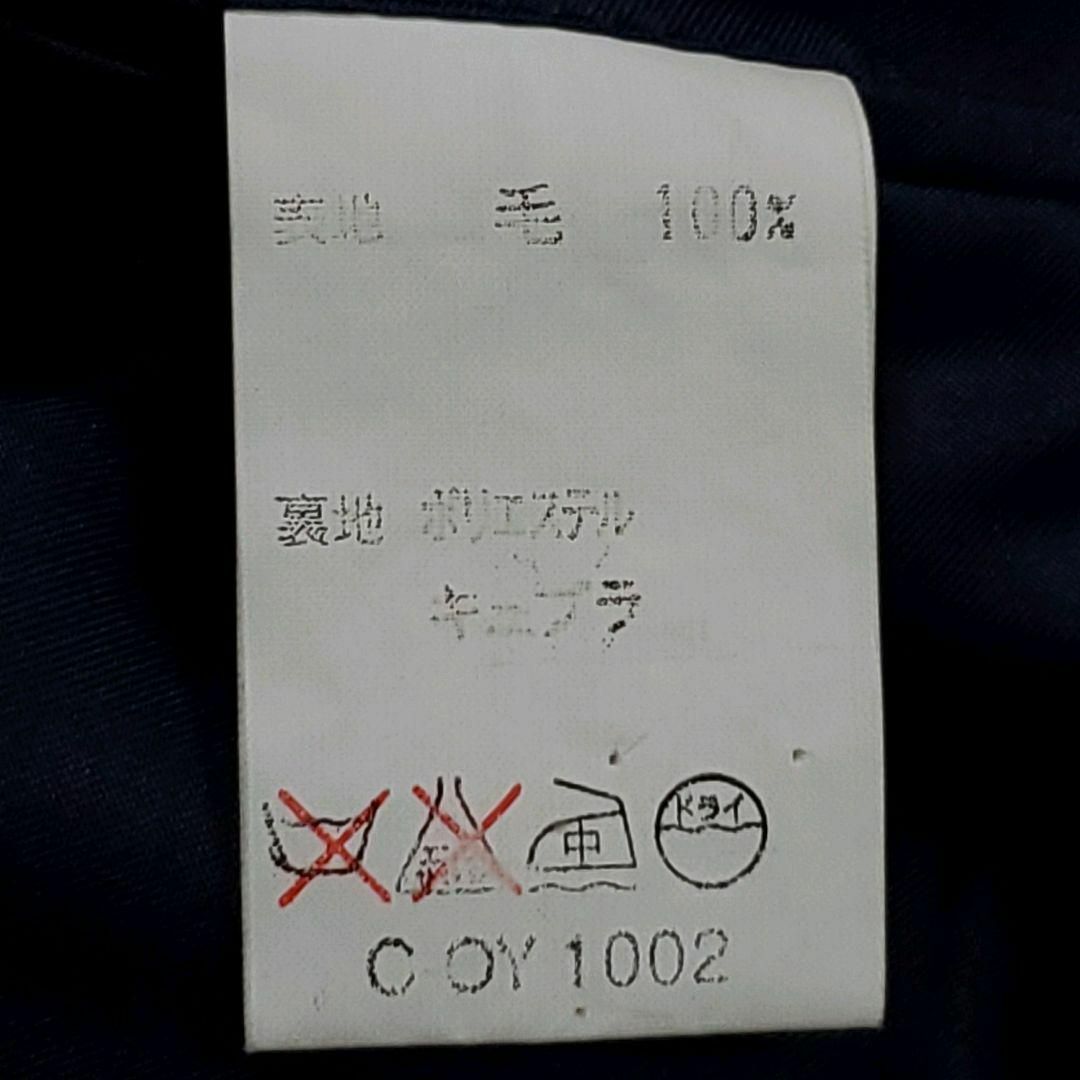 表地 毛 100%
裏地 ポリエステル
キュプラ
中 ドライ
C OY 1002